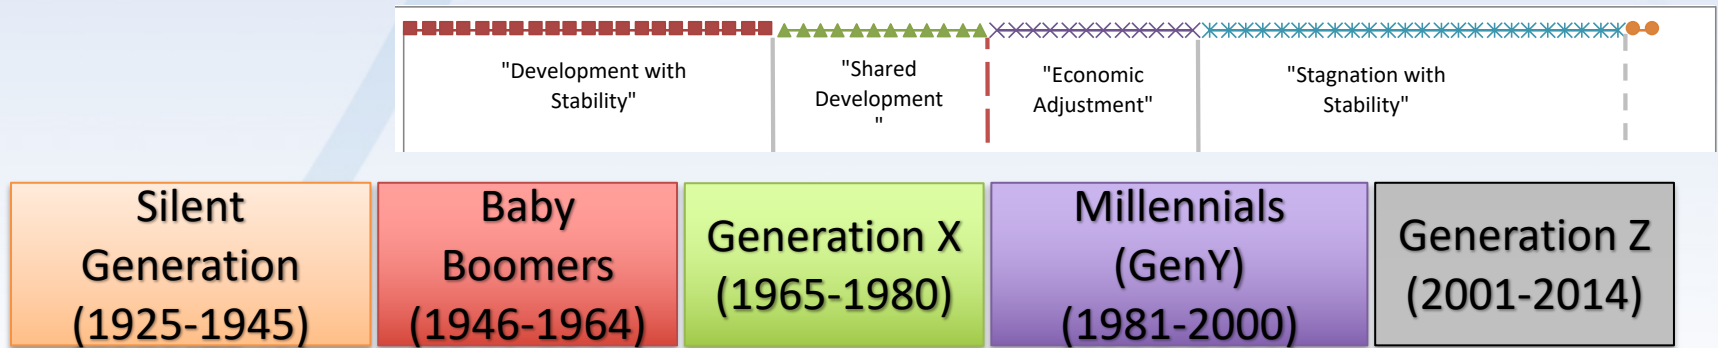 "Development with
Stability"
"Shared
Development
"
"Economic
Adjustment"
"Stagnation with
Stability"
Silent
Generation
(1925-1945)
Baby
Boomers
(1946-1964)
Generation X
(1965-1980)
Millennials
(GenY)
(1981-2000)
Generation Z
(2001-2014)